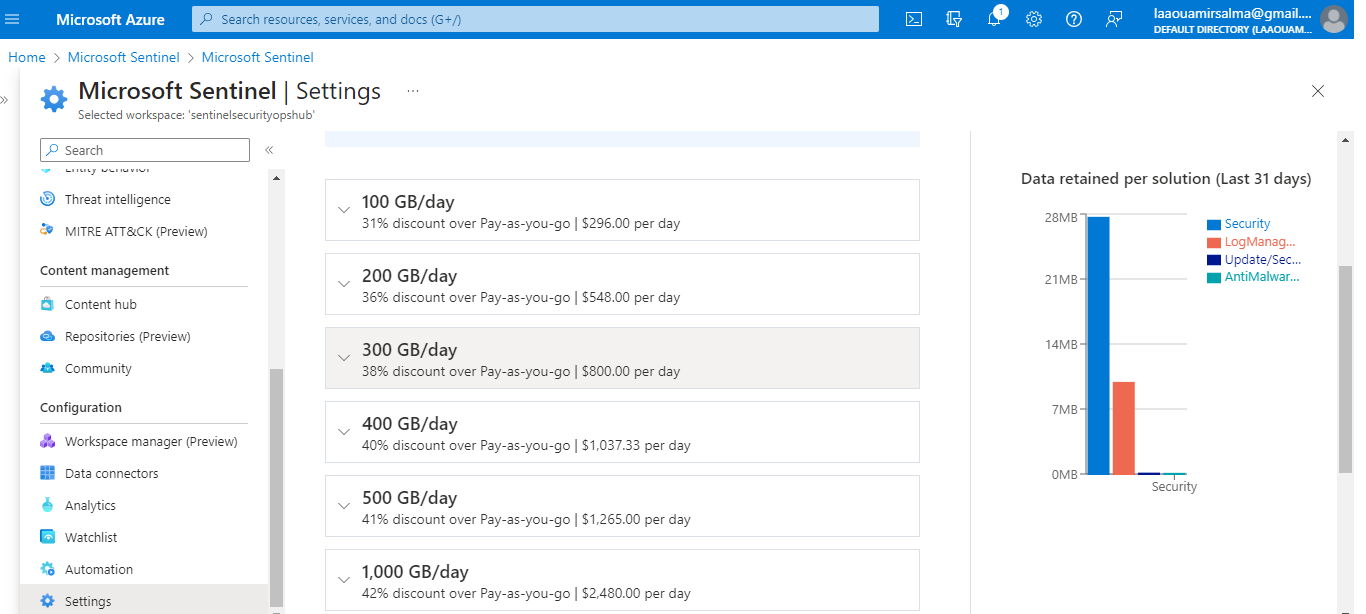 Microsoft Azure
Search resources, services, and docs (G+/)
1
laaouamirsalma@gmail....
DEFAULT DIRECTORY (LAAOUAM...
Home > Microsoft Sentinel > Microsoft Sentinel
Microsoft Sentinel | Settings ...
Selected workspace: 'sentinelsecurityopshub'
Search
Entity behavior
Threat intelligence
MITRE ATT&CK (Preview)
Content management
Content hub
Repositories (Preview)
Community
Configuration
Workspace manager (Preview)
Data connectors
Analytics
Watchlist
Automation
Settings
100 GB/day
31% discount over Pay-as-you-go | $296.00 per day
200 GB/day
36% discount over Pay-as-you-go | $548.00 per day
300 GB/day
38% discount over Pay-as-you-go | $800.00 per day
400 GB/day
40% discount over Pay-as-you-go | $1,037.33 per day
500 GB/day
41% discount over Pay-as-you-go | $1,265.00 per day
1,000 GB/day
42% discount over Pay-as-you-go | $2,480.00 per day
Data retained per solution (Last 31 days)
28MB
21MB
14MB
7MB
0MB
Security
Security
LogManag...
Update/Sec...
AntiMalwar...